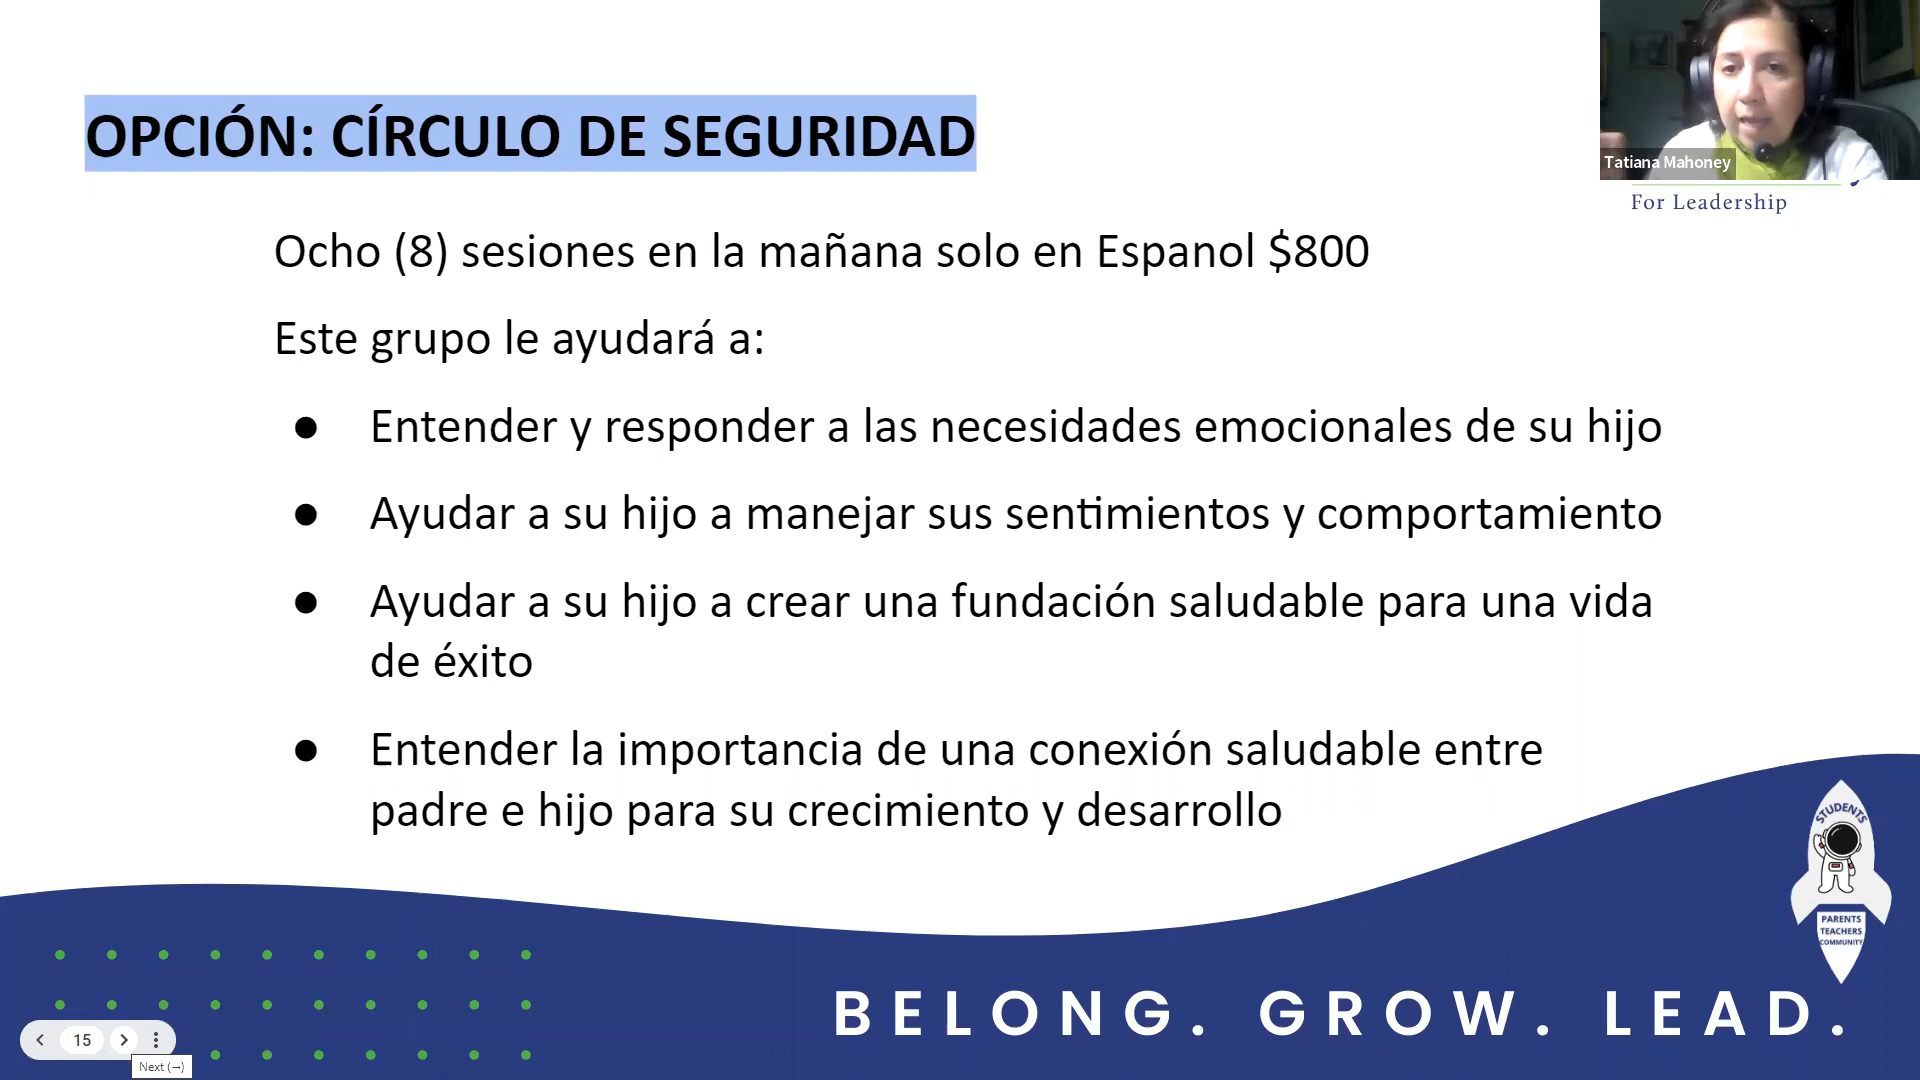 OPCIÓN: CÍRCULO DE SEGURIDAD
Tatiana Mahoney
For Leadership
Ocho (8) sesiones en la mañana solo en Espanol $800
Este grupo le ayudará a:
● Entender y responder a las necesidades emocionales de su hijo
● Ayudar a su hijo a manejar sus sentimientos y comportamiento
● Ayudar a su hijo a crear una fundación saludable para una vida
de éxito
● Entender la importancia de una conexión saludable entre
padre e hijo para su crecimiento y desarrollo
STUDENTS
PARENTS
TEACHERS
COMMUNITY
BELONG. GROW. LEAD.
15
Next (→)